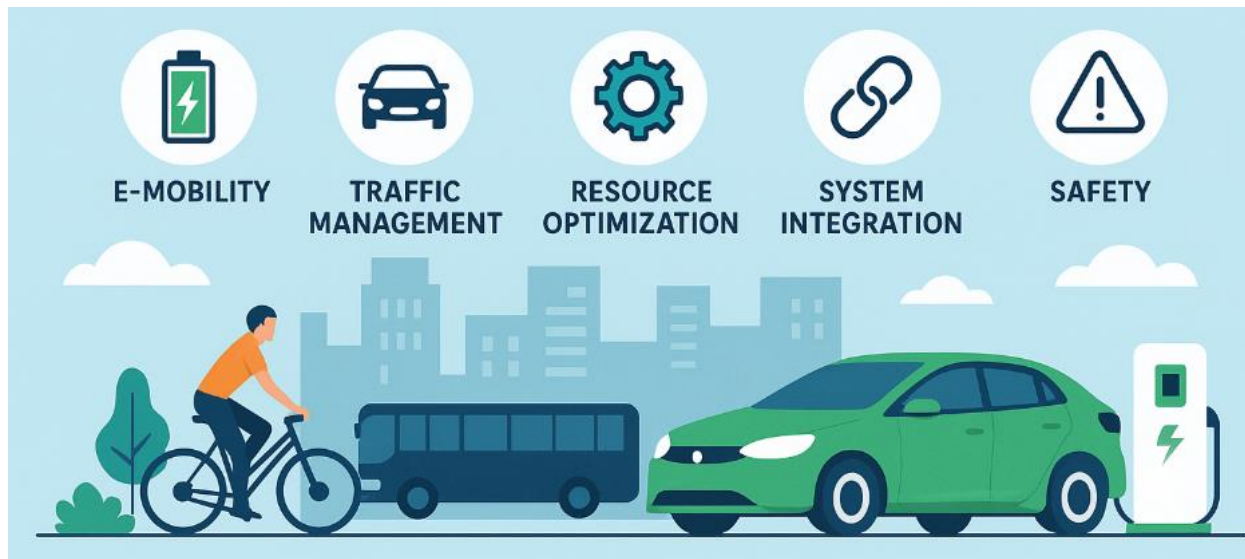 E-MOBILITY
TRAFFIC
MANAGEMENT
RESOURCE
OPTIMIZATION
SYSTEM
INTEGRATION
SAFETY